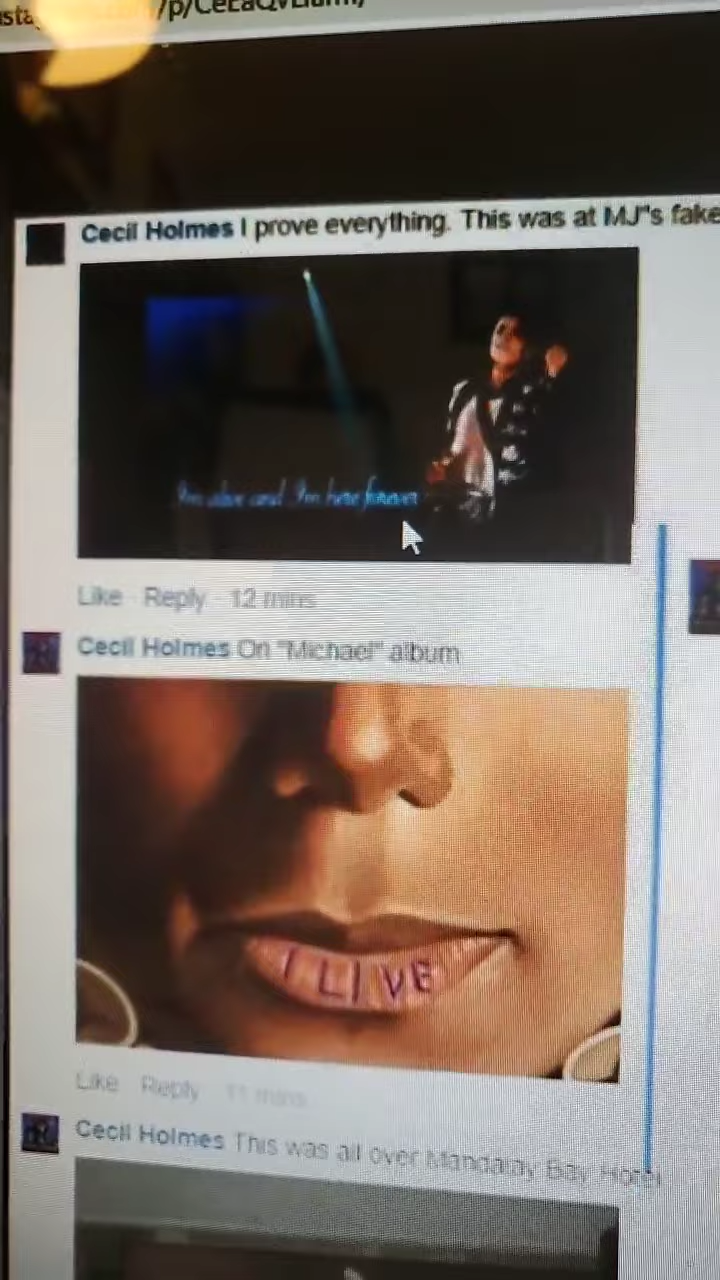 Cecil Holmes I prove everything. This was at MJ"s fake
I'm alive and I'm here forever
Like · Reply · 12 mins
Cecil Holmes On "Michael" album
I LIVE
Like Reply 11 mins
Cecil Holmes This was all over Mandalay Bay Hotel